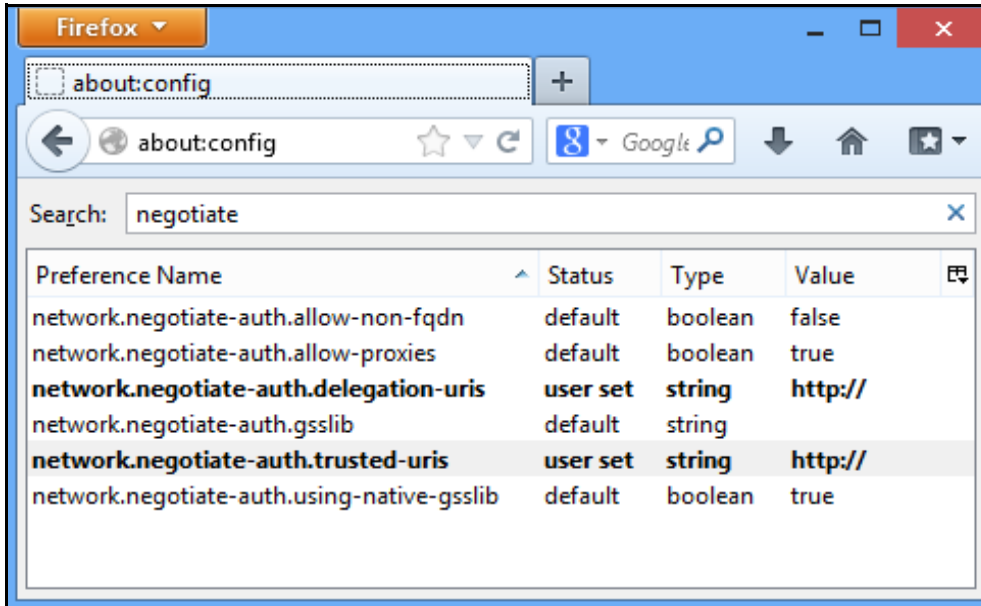 Firefox
about:config
about:config Google
Search: negotiate
Preference Name Status Type Value
network.negotiate-auth.allow-non-fqdn default boolean false
network.negotiate-auth.allow-proxies default boolean true
network.negotiate-auth.delegation-uris user set string http://
network.negotiate-auth.gsslib default string
network.negotiate-auth.trusted-uris user set string http://
network.negotiate-auth.using-native-gsslib default boolean true